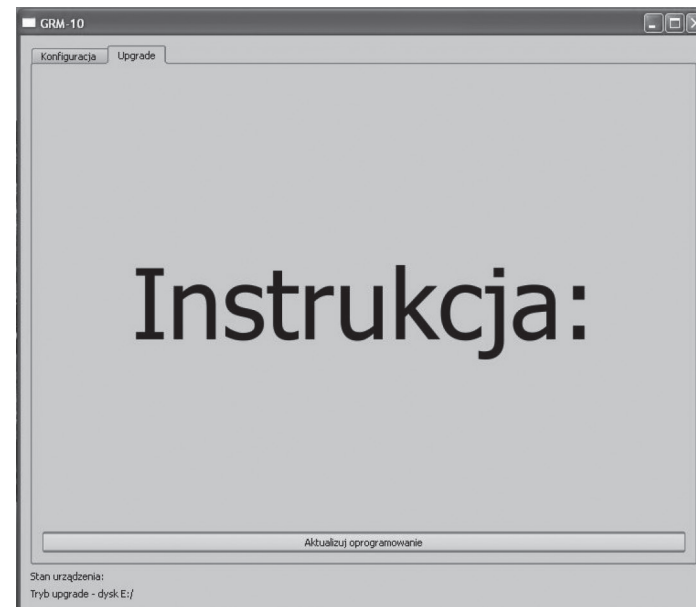 GRM-10
Konfiguracja Upgrade
Instrukcja:
Aktualizuj oprogramowanie
Stan urządzenia:
Tryb upgrade - dysk E:/